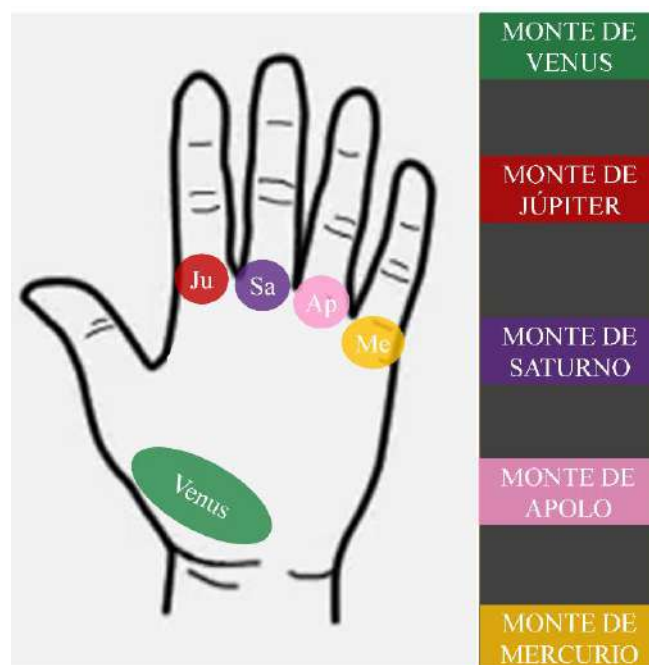 MONTE DE
VENUS
MONTE DE
JÚPITER
MONTE DE
SATURNO
MONTE DE
APOLO
MONTE DE
MERCURIO
Ju
Sa
Ap
Me
Venus